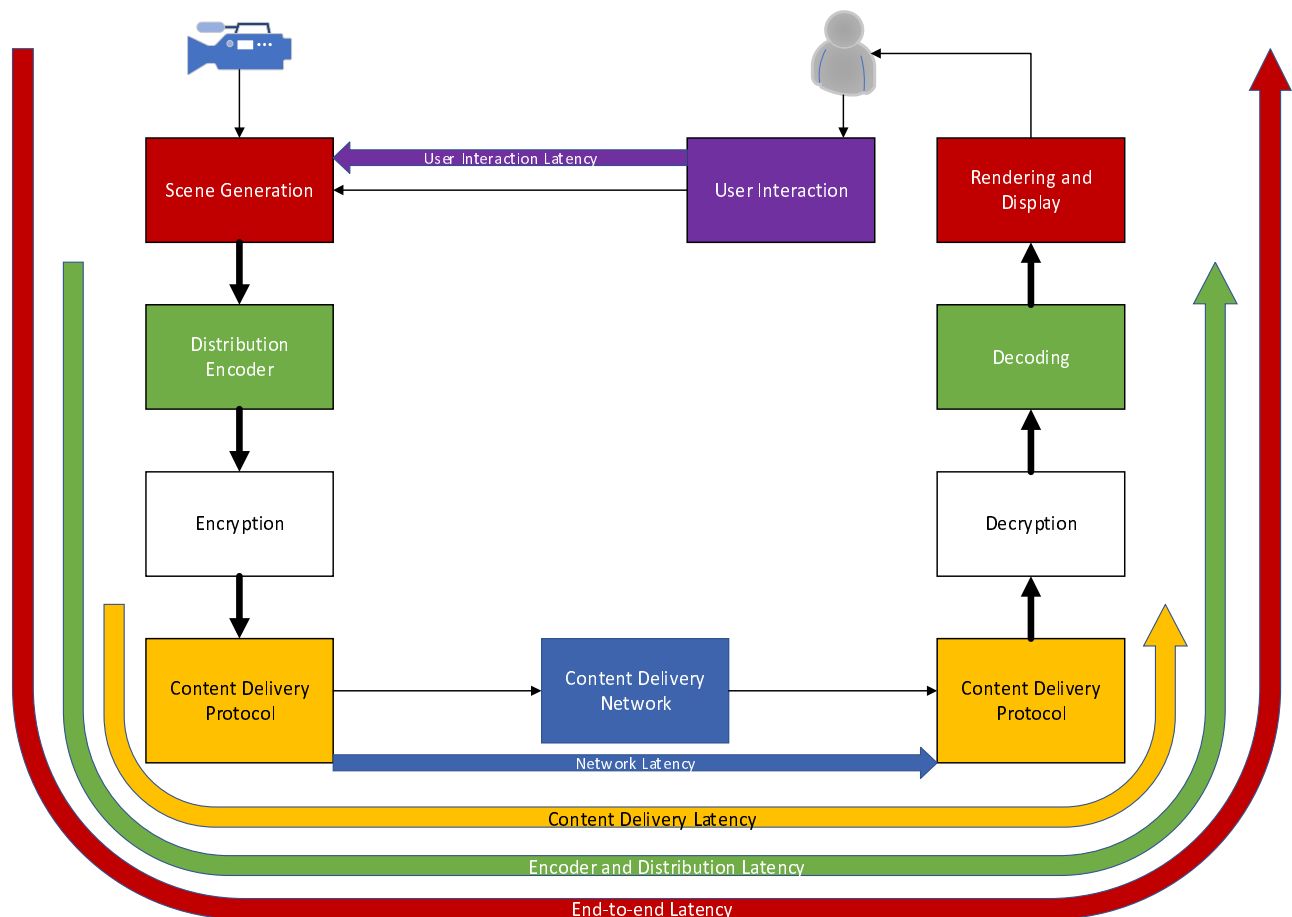 User Interaction Latency
Scene Generation
User Interaction
Rendering and
Display
Distribution
Encoder
Decoding
Encryption
Decryption
Content Delivery
Protocol
Content Delivery
Network
Content Delivery
Protocol
Network Latency
Content Delivery Latency
Encoder and Distribution Latency
End-to-end Latency